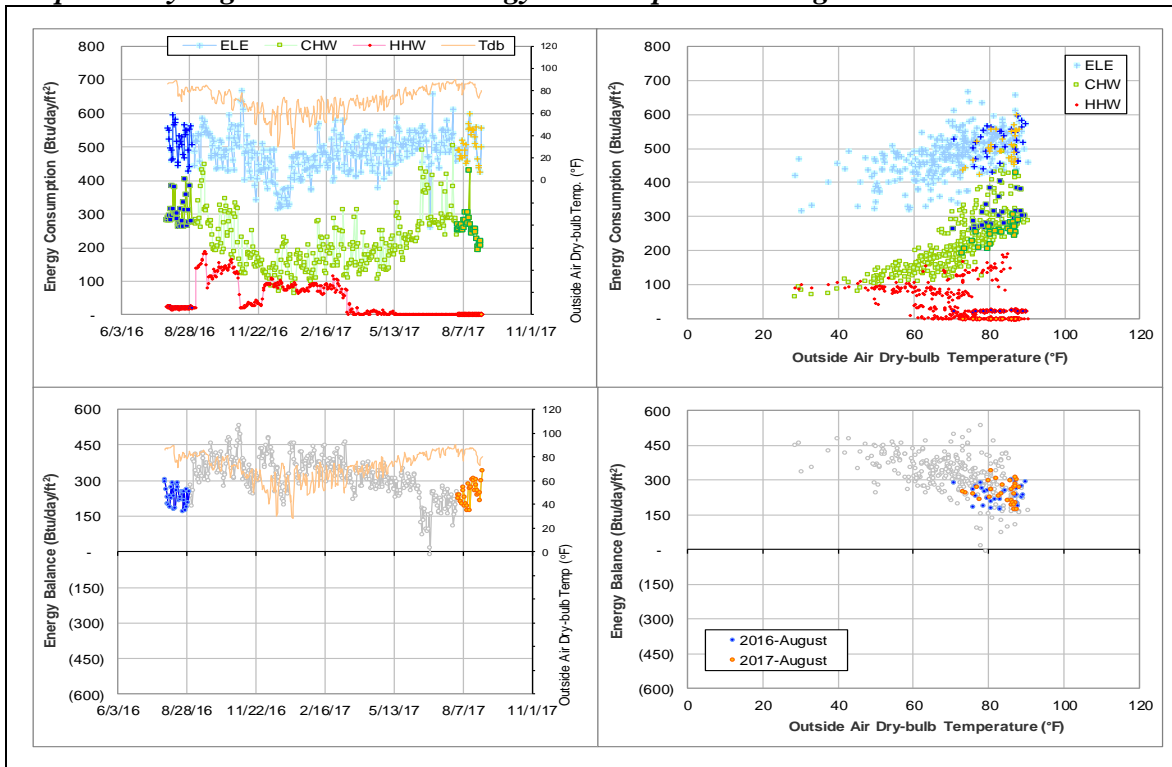 800
700
600
500
400
300
200
100
-
Energy Consumption (Btu/day/ft²)
ELE CHW HHW Tdb
120
100
80
60
40
20
0
Outside Air Dry-bulb Temp. (°F)
6/3/16 8/28/16 11/22/16 2/16/17 5/13/17 8/7/17 11/1/17
800
700
600
500
400
300
200
100
-
Energy Consumption (Btu/day/ft²)
ELE
CHW
HHW
0 20 40 60 80 100 120
Outside Air Dry-bulb Temperature (°F)
600
450
300
150
-
(150)
(300)
(450)
(600)
Energy Balance (Btu/day/ft²)
120
100
80
60
40
20
0
Outside Air Dry-bulb Temp (°F)
6/3/16 8/28/16 11/22/16 2/16/17 5/13/17 8/7/17 11/1/17
600
450
300
150
-
(150)
(300)
(450)
(600)
Energy Balance (Btu/day/ft²)
2016-August
2017-August
0 20 40 60 80 100 120
Outside Air Dry-bulb Temperature (°F)